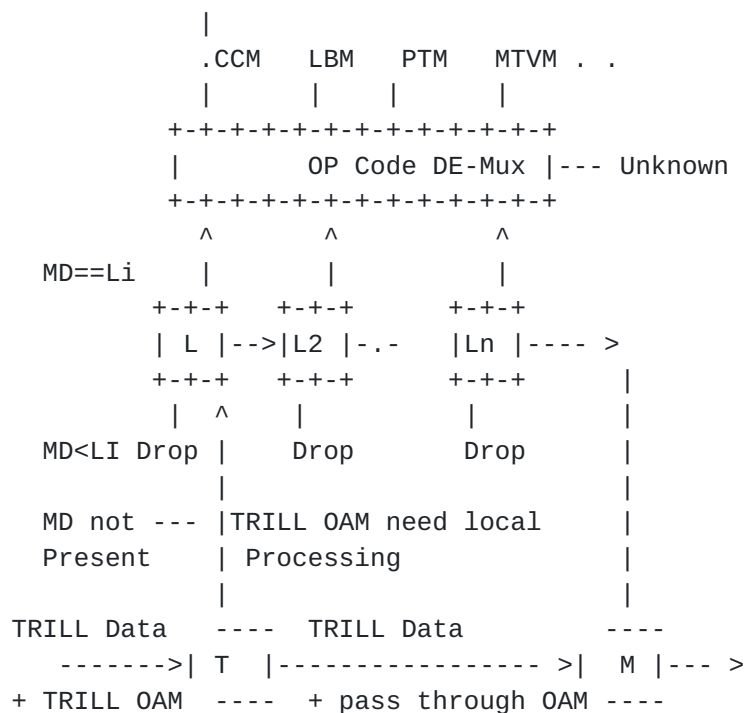 |
             .CCM   LBM   PTM    MTVM . .
             |      |    |      |
           +-+-+-+-+-+-+-+-+-+-+-+-+
           |        OP Code DE-Mux |--- Unknown
           +-+-+-+-+-+-+-+-+-+-+-+-+
             ^       ^          ^
   MD==Li    |       |          |
          +-+-+   +-+-+      +-+-+
          | L |-->|L2 |-.-   |Ln |---- >
          +-+-+   +-+-+      +-+-+      |
           |  ^    |          |         |
   MD<LI Drop |    Drop       Drop      |
              |                         |
   MD not --- |TRILL OAM need local     |
   Present    | Processing              |
              |                         |
 TRILL Data   ----  TRILL Data         ----
    ------->| T  |----------------- >|  M |--- >
 + TRILL OAM  ----  + pass through OAM ----